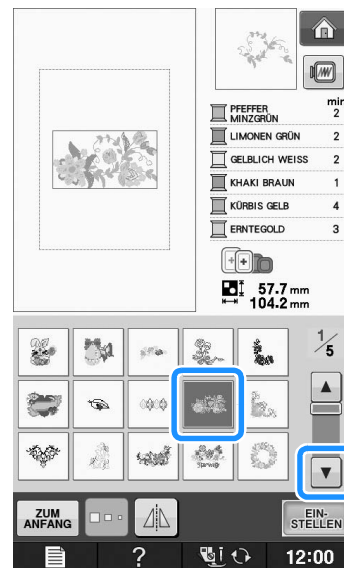 min
PFEFFER
MINZGRÜN 2
LIMONEN GRÜN 2
GELBLICH WEISS 2
KHAKI BRAUN 1
KÜRBIS GELB 4
ERNTEGOLD 3
57.7 mm
104.2 mm
1/5
ZUM
ANFANG
EIN-
STELLEN
?
12:00